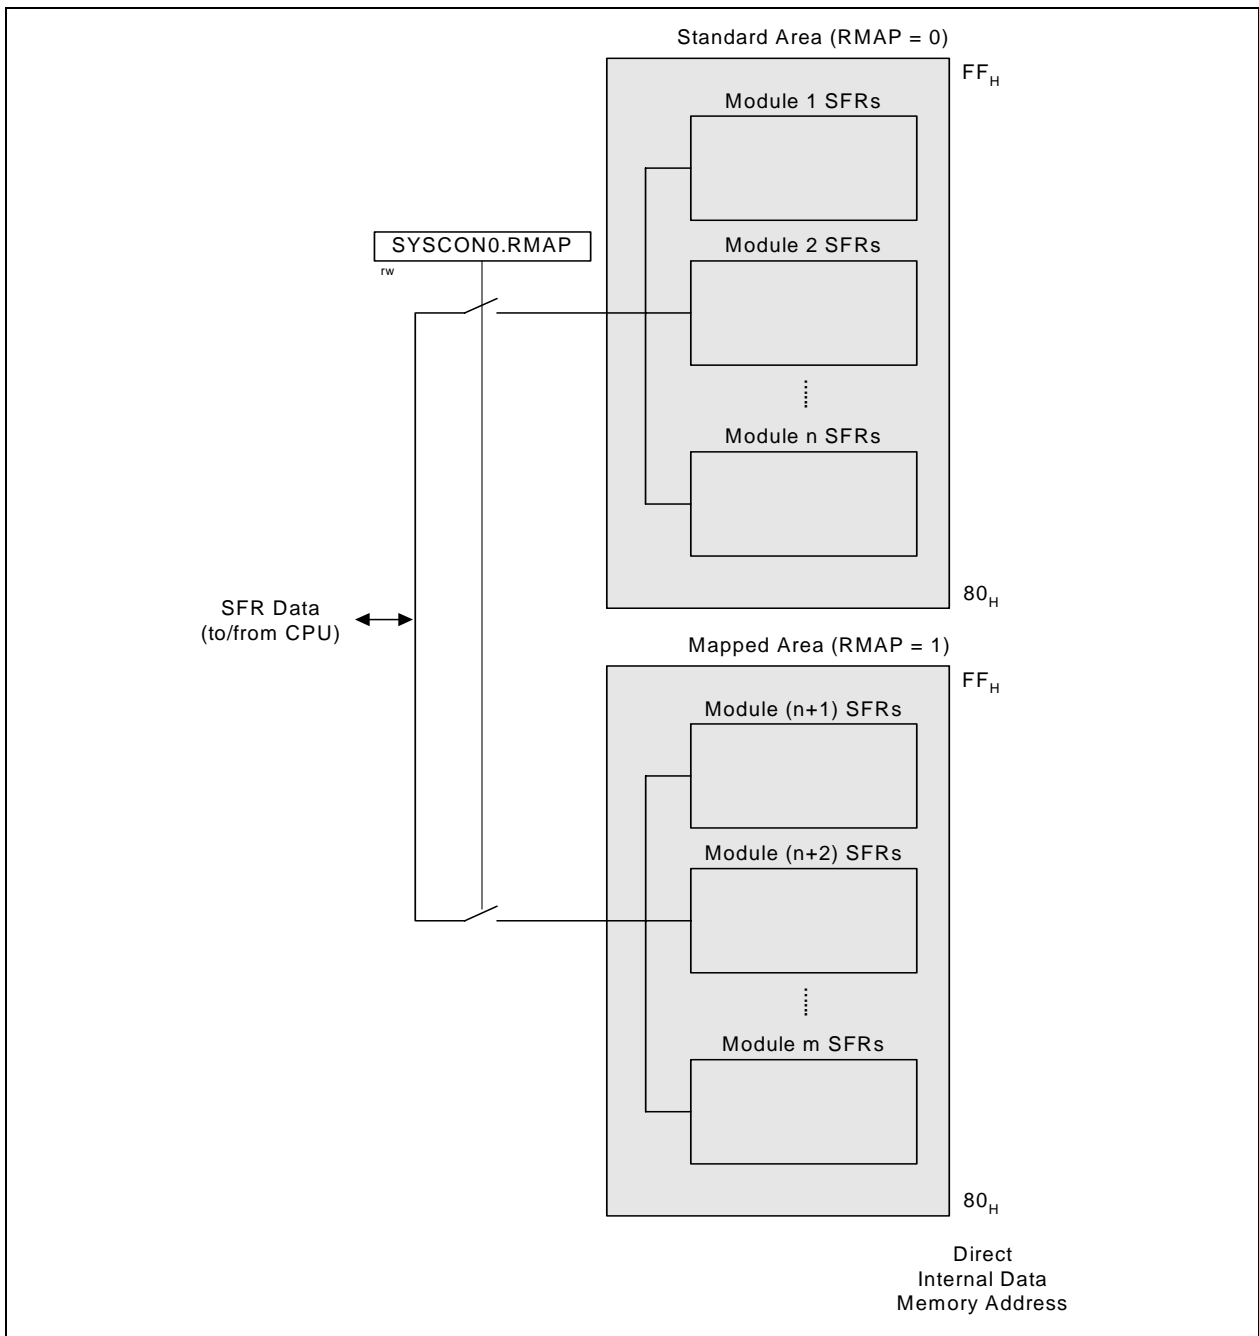 Standard Area (RMAP = 0)
FFH
Module 1 SFRs
SYSCON0.RMAP
rw
Module 2 SFRs
Module n SFRs
80H
SFR Data
(to/from CPU)
Mapped Area (RMAP = 1)
FFH
Module (n+1) SFRs
Module (n+2) SFRs
Module m SFRs
80H
Direct
Internal Data
Memory Address